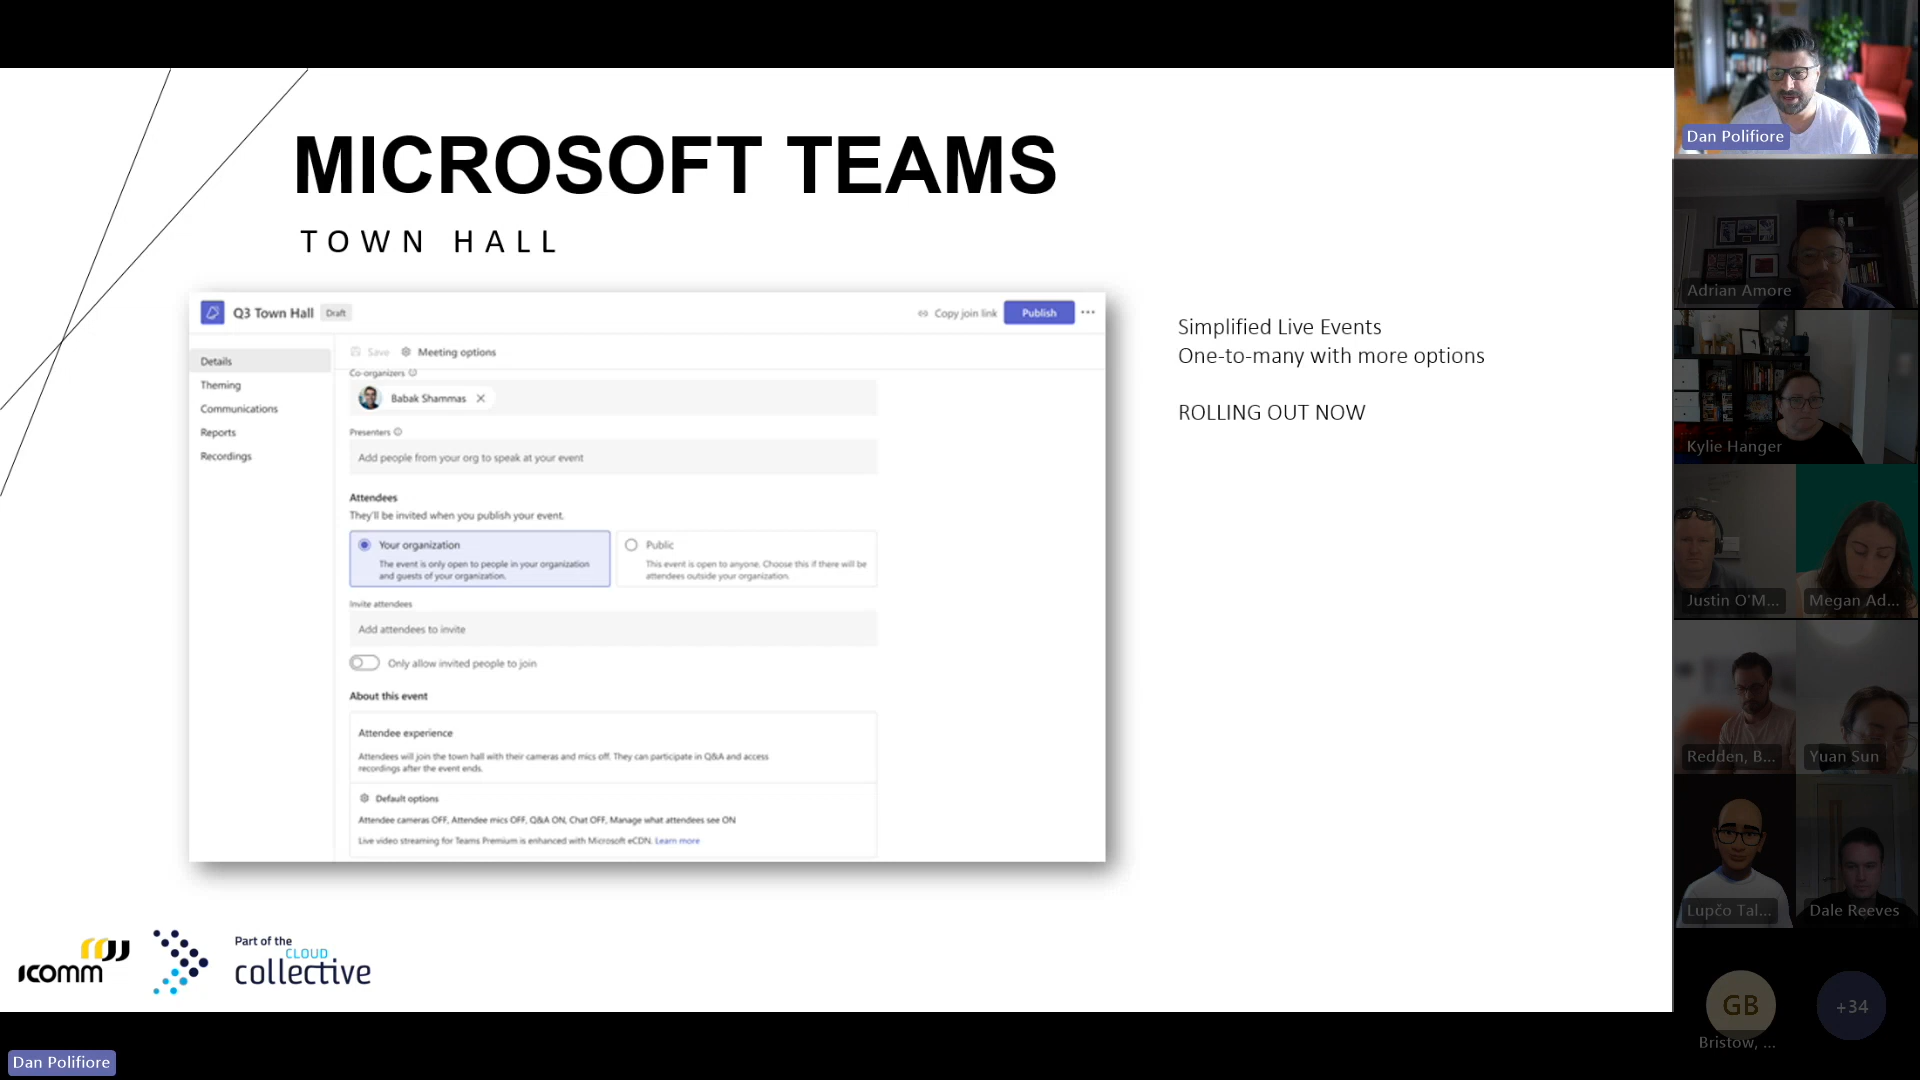 MICROSOFT TEAMS
TOWN HALL
Q3 Town Hall Draft
Copy join link Publish
Details
Theming
Communications
Reports
Recordings
Save Meeting options
Co-organizers
Babak Shammas
Presenters
Add people from your org to speak at your event
Attendees
They'll be invited when you publish your event.
Your organization
The event is only open to people in your organization
and guests of your organization.
Public
This event is open to anyone. Choose this if there will be
attendees outside your organization.
Invite attendees
Add attendees to invite
Only allow invited people to join
About this event
Attendee experience
Attendees will join the town hall with their cameras and mics off. They can participate in Q&A and access
recordings after the event ends.
Default options
Attendee cameras OFF, Attendee mics OFF, Q&A ON, Chat OFF, Manage what attendees see ON
Live video streaming for Teams Premium is enhanced with Microsoft eCDN. Learn more
Simplified Live Events
One-to-many with more options
ROLLING OUT NOW
ICOMM
Part of the
CLOUD
collective
Dan Polifiore
Dan Polifiore
Adrian Amore
Kylie Hanger
Justin O'M...
Megan Ad...
Redden, B...
Yuan Sun
Lupčo Tal...
Dale Reeves
GB
+34
Bristow, ...